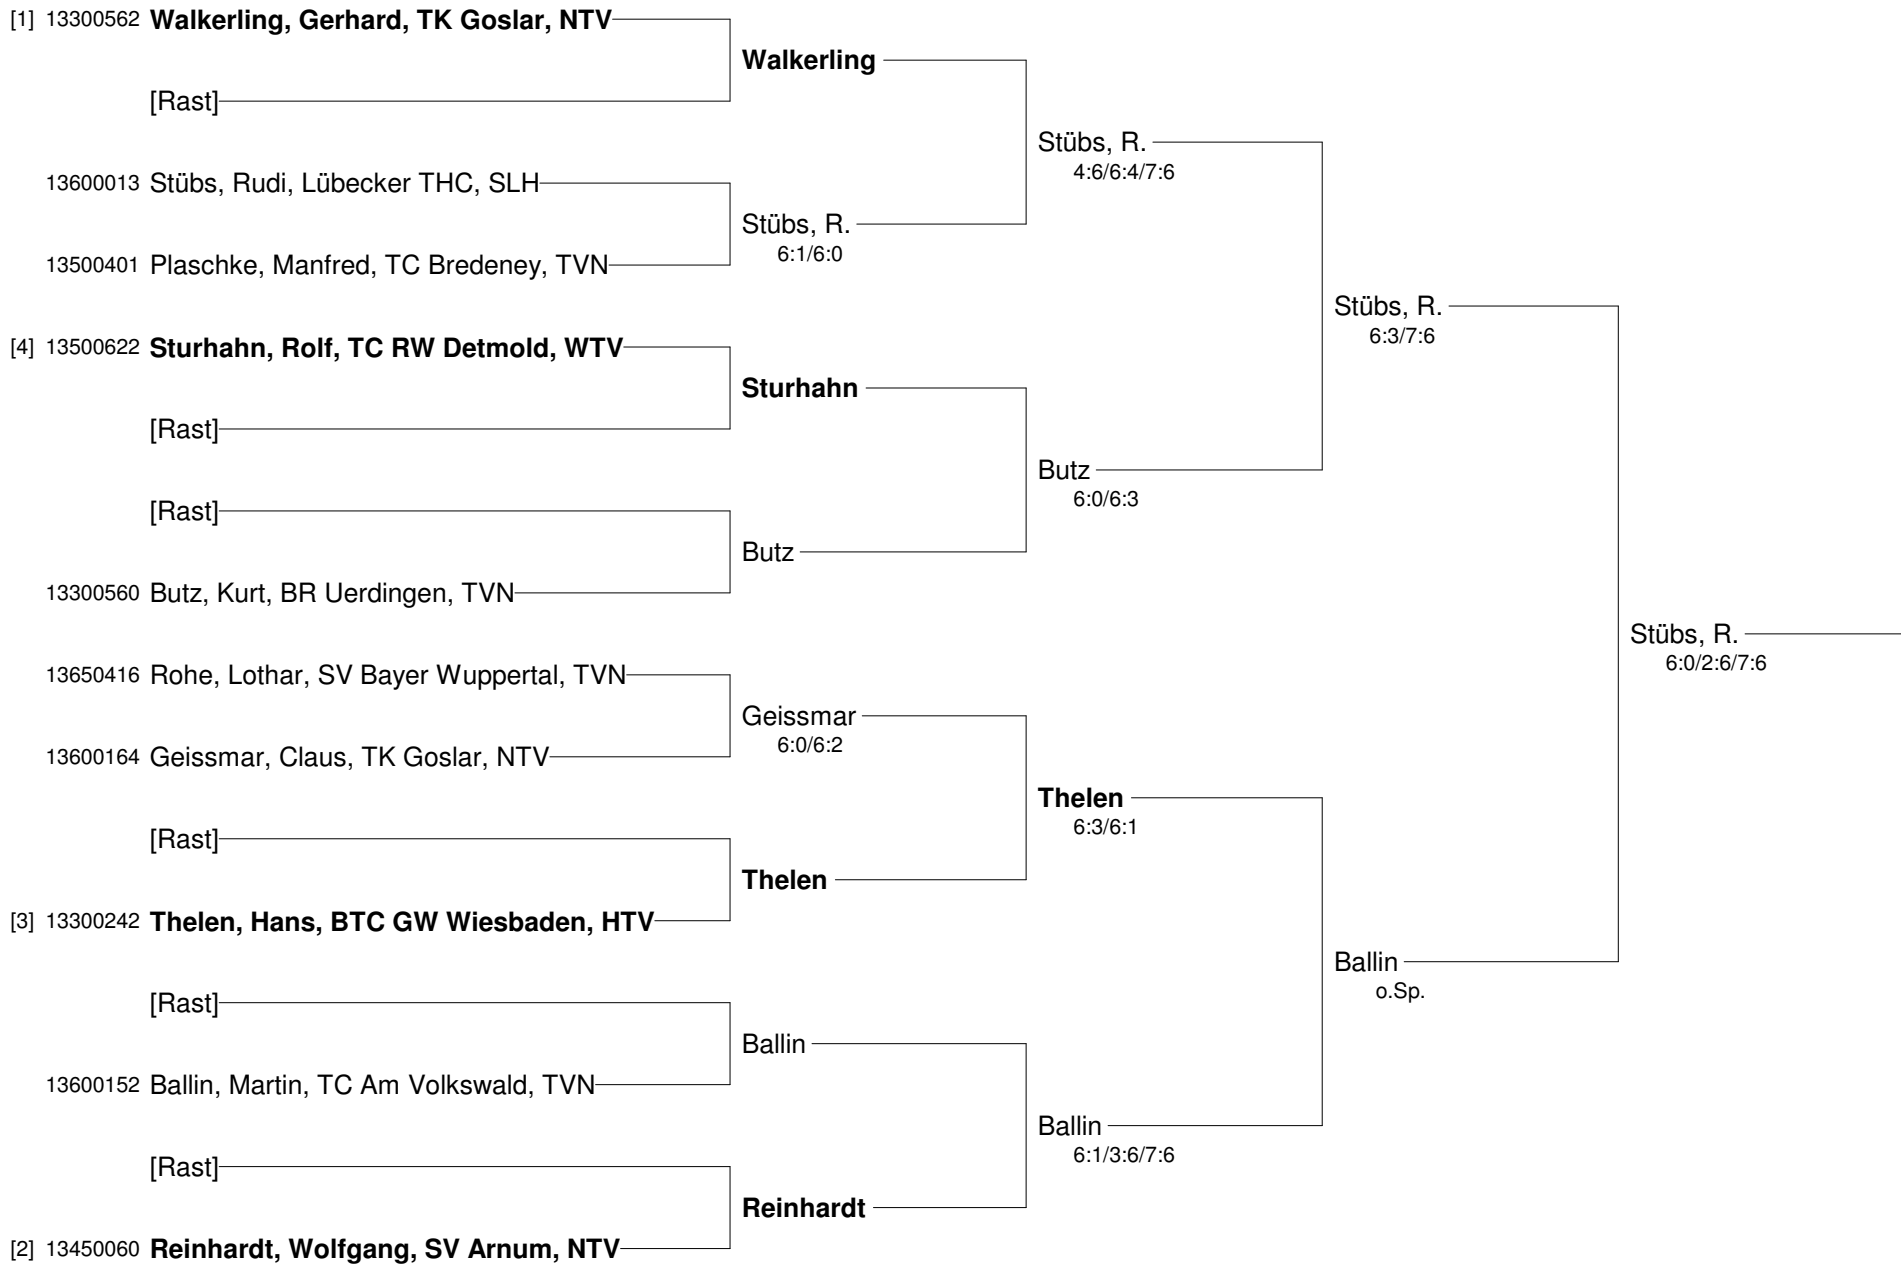 [1] 13300562 Walkerling, Gerhard, TK Goslar, NTV
Walkerling
[Rast]
Stübs, R.
4:6/6:4/7:6
13600013 Stübs, Rudi, Lübecker THC, SLH
Stübs, R.
6:1/6:0
13500401 Plaschke, Manfred, TC Bredeney, TVN
Stübs, R.
6:3/7:6
[4] 13500622 Sturhahn, Rolf, TC RW Detmold, WTV
Sturhahn
[Rast]
Butz
6:0/6:3
[Rast]
Butz
13300560 Butz, Kurt, BR Uerdingen, TVN
Stübs, R.
6:0/2:6/7:6
13650416 Rohe, Lothar, SV Bayer Wuppertal, TVN
Geissmar
6:0/6:2
13600164 Geissmar, Claus, TK Goslar, NTV
Thelen
6:3/6:1
[Rast]
Thelen
[3] 13300242 Thelen, Hans, BTC GW Wiesbaden, HTV
Ballin
o.Sp.
[Rast]
Ballin
13600152 Ballin, Martin, TC Am Volkswald, TVN
Ballin
6:1/3:6/7:6
[Rast]
Reinhardt
[2] 13450060 Reinhardt, Wolfgang, SV Arnum, NTV